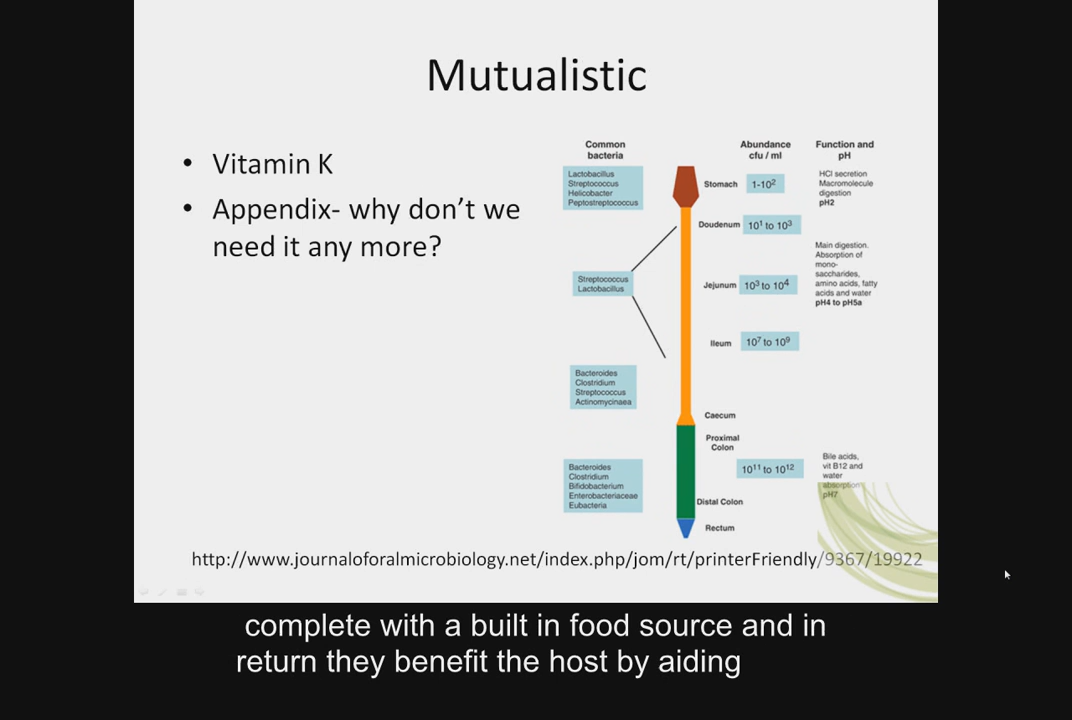 Mutualistic
• Vitamin K
• Appendix- why don't we
need it any more?
Common
bacteria
Abundance
cfu / ml
Function and
pH
Lactobacillus
Streptococcus
Helicobacter
Peptostreptococcus
Stomach
1-10²
HCl secretion
Macromolecule
digestion
pH2
Doudenum
10¹ to 10³
Streptococcus
Lactobacillus
Jejunum
10³ to 10⁴
Main digestion.
Absorption of
mono-
saccharides,
amino acids, fatty
acids and water
pH4 to pH5a
Ileum
10⁷ to 10⁹
Bacteroides
Clostridium
Streptococcus
Actinomycinaea
Caecum
Proximal
Colon
Bacteroides
Clostridium
Bifidobacterium
Enterobacteriaceae
Eubacteria
10¹¹ to 10¹²
Bile acids,
vit B12 and
water
absorption
pH7
Distal Colon
Rectum
http://www.journaloforalmicrobiology.net/index.php/jom/rt/printerFriendly/9367/19922
complete with a built in food source and in
return they benefit the host by aiding